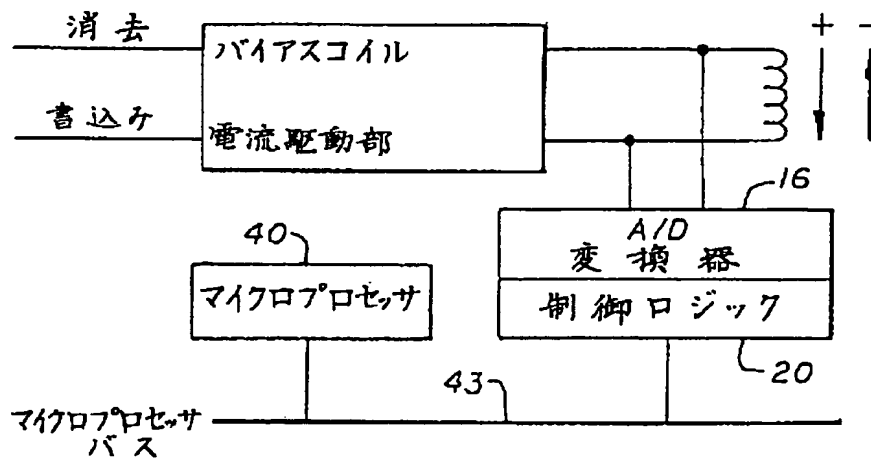 消去
バイアスコイル
+ -
書込み
電流駆動部
16
A/D
変換器
40
マイクロプロセッサ
制御ロジック
20
43
マイクロプロセッサ
バス